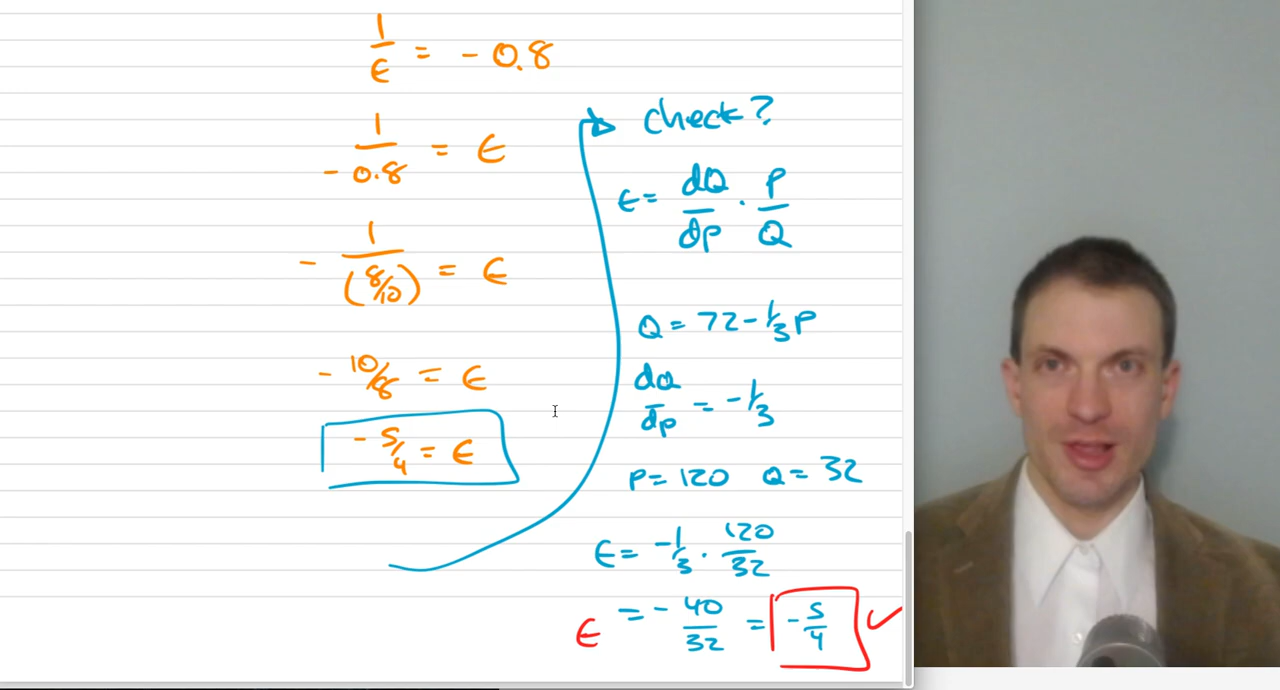 1/ϵ = - 0.8
1/-0.8 = ϵ
- 1/(8/10) = ϵ
- 10/8 = ϵ
- 5/4 = ϵ
check?
ϵ = dQ/dp · P/Q
Q = 72 - 1/3 P
dQ/dp = - 1/3
P = 120 Q = 32
ϵ = -1/3 · 120/32
ϵ = - 40/32 = - 5/4 ✓